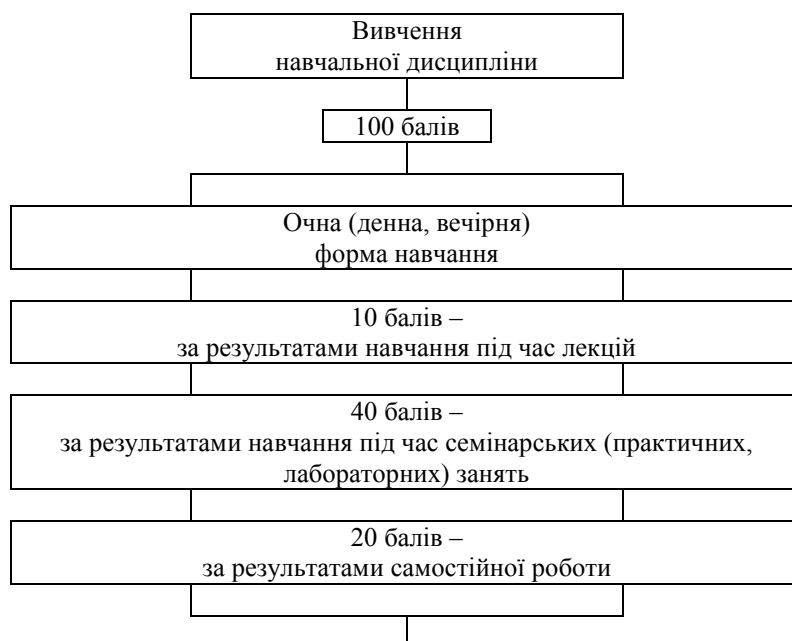 Вивчення
навчальної дисципліни
100 балів
Очна (денна, вечірня)
форма навчання
10 балів –
за результатами навчання під час лекцій
40 балів –
за результатами навчання під час семінарських (практичних,
лабораторних) занять
20 балів –
за результатами самостійної роботи